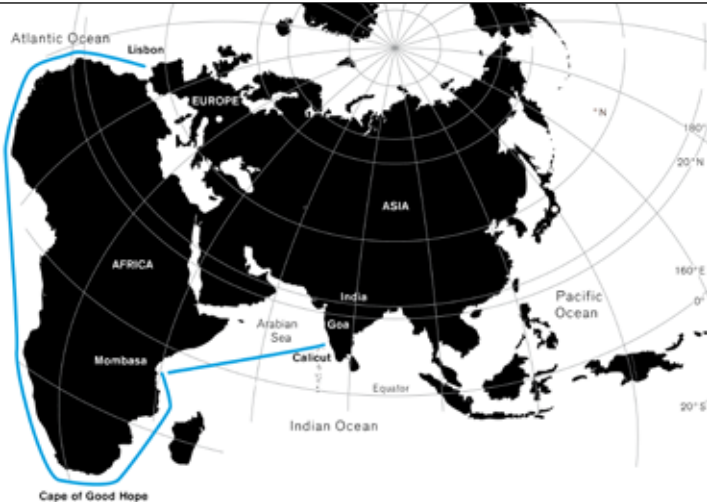 Atlantic Ocean
Lisbon
EUROPE
°N
180°
20°N
ASIA
AFRICA
160°E
India
Pacific
Ocean
0°
Arabian
Sea
Goa
Mombasa
Calicut
Equator
20°S
Indian Ocean
Cape of Good Hope